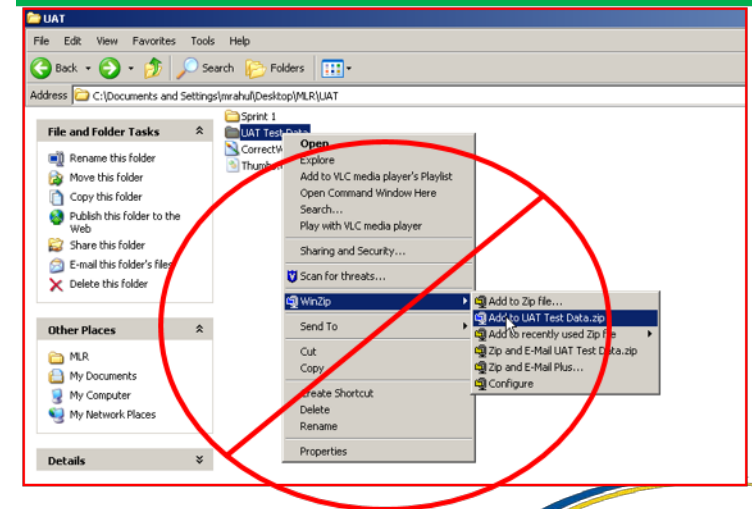 UAT
File Edit View Favorites Tools Help
Back Search Folders
Address C:\Documents and Settings\mrahul\Desktop\MLR\UAT
File and Folder Tasks
Rename this folder
Move this folder
Copy this folder
Publish this folder to the
Web
Share this folder
E-mail this folder's files
Delete this folder
Other Places
MLR
My Documents
My Computer
My Network Places
Details
Sprint 1
UAT Test Data
Open
Explore
Add to VLC media player's Playlist
Open Command Window Here
Search...
Play with VLC media player
Sharing and Security...
Scan for threats...
WinZip
Send To
Cut
Copy
Create Shortcut
Delete
Rename
Properties
Add to Zip file...
Add to UAT Test Data.zip
Add to recently used Zip file
Zip and E-Mail UAT Test Data.zip
Zip and E-Mail Plus...
Configure